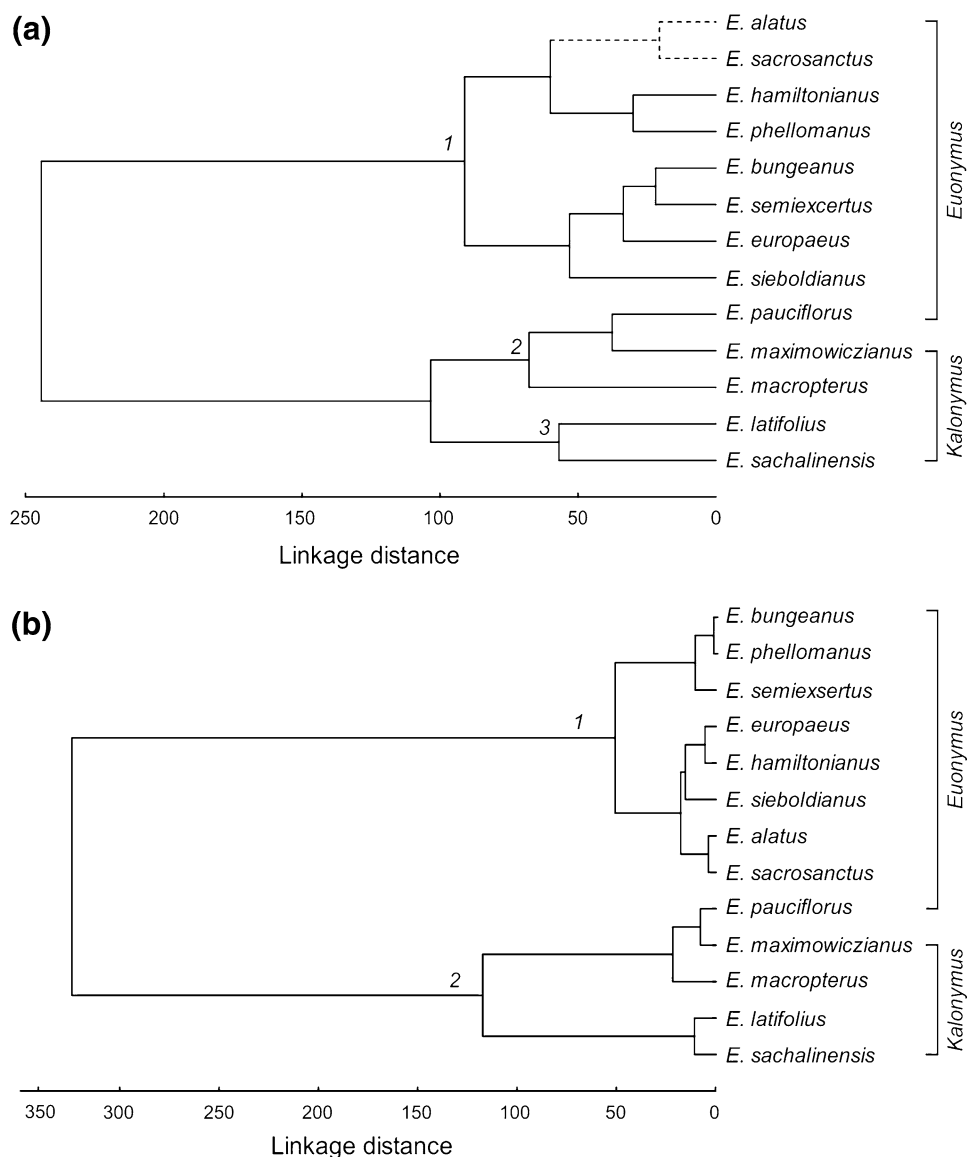 (a)
E. alatus
E. sacrosanctus
E. hamiltonianus
E. phellomanus
1
E. bungeanus
E. semiexcertus
E. europaeus
E. sieboldianus
Euonymus
E. pauciflorus
2
E. maximowiczianus
E. macropterus
3
E. latifolius
E. sachalinensis
Kalonymus
250 200 150 100 50 0
Linkage distance
(b)
E. bungeanus
E. phellomanus
E. semiexsertus
1
E. europaeus
E. hamiltonianus
E. sieboldianus
E. alatus
E. sacrosanctus
Euonymus
E. pauciflorus
E. maximowiczianus
2
E. macropterus
E. latifolius
E. sachalinensis
Kalonymus
350 300 250 200 150 100 50 0
Linkage distance